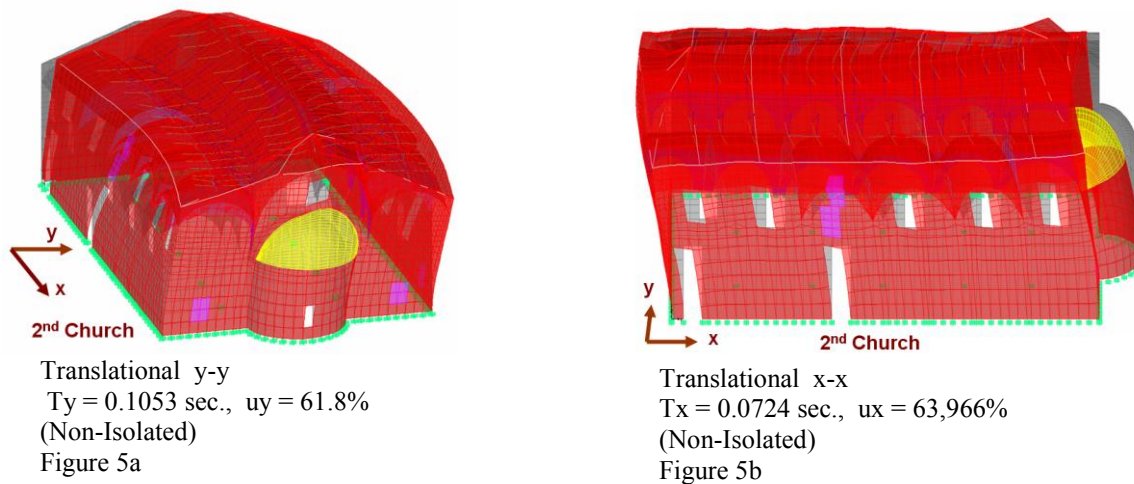 y
x
2nd Church
Translational y-y
Ty = 0.1053 sec., uy = 61.8%
(Non-Isolated)
Figure 5a
y
x
2nd Church
Translational x-x
Tx = 0.0724 sec., ux = 63,966%
(Non-Isolated)
Figure 5b